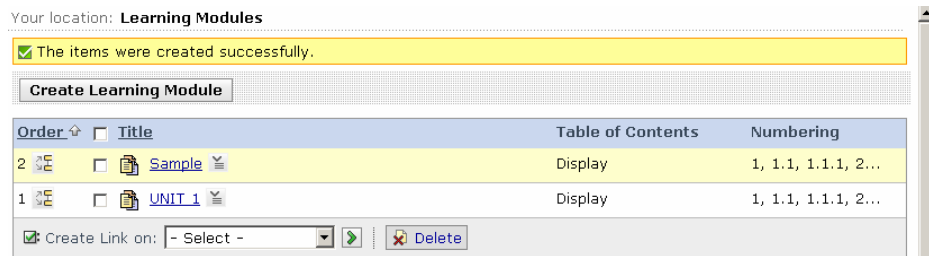 Your location: Learning Modules
The items were created successfully.
Create Learning Module
Order Title Table of Contents Numbering
2 Sample Display 1, 1.1, 1.1.1, 2...
1 UNIT 1 Display 1, 1.1, 1.1.1, 2...
Create Link on: - Select - Delete